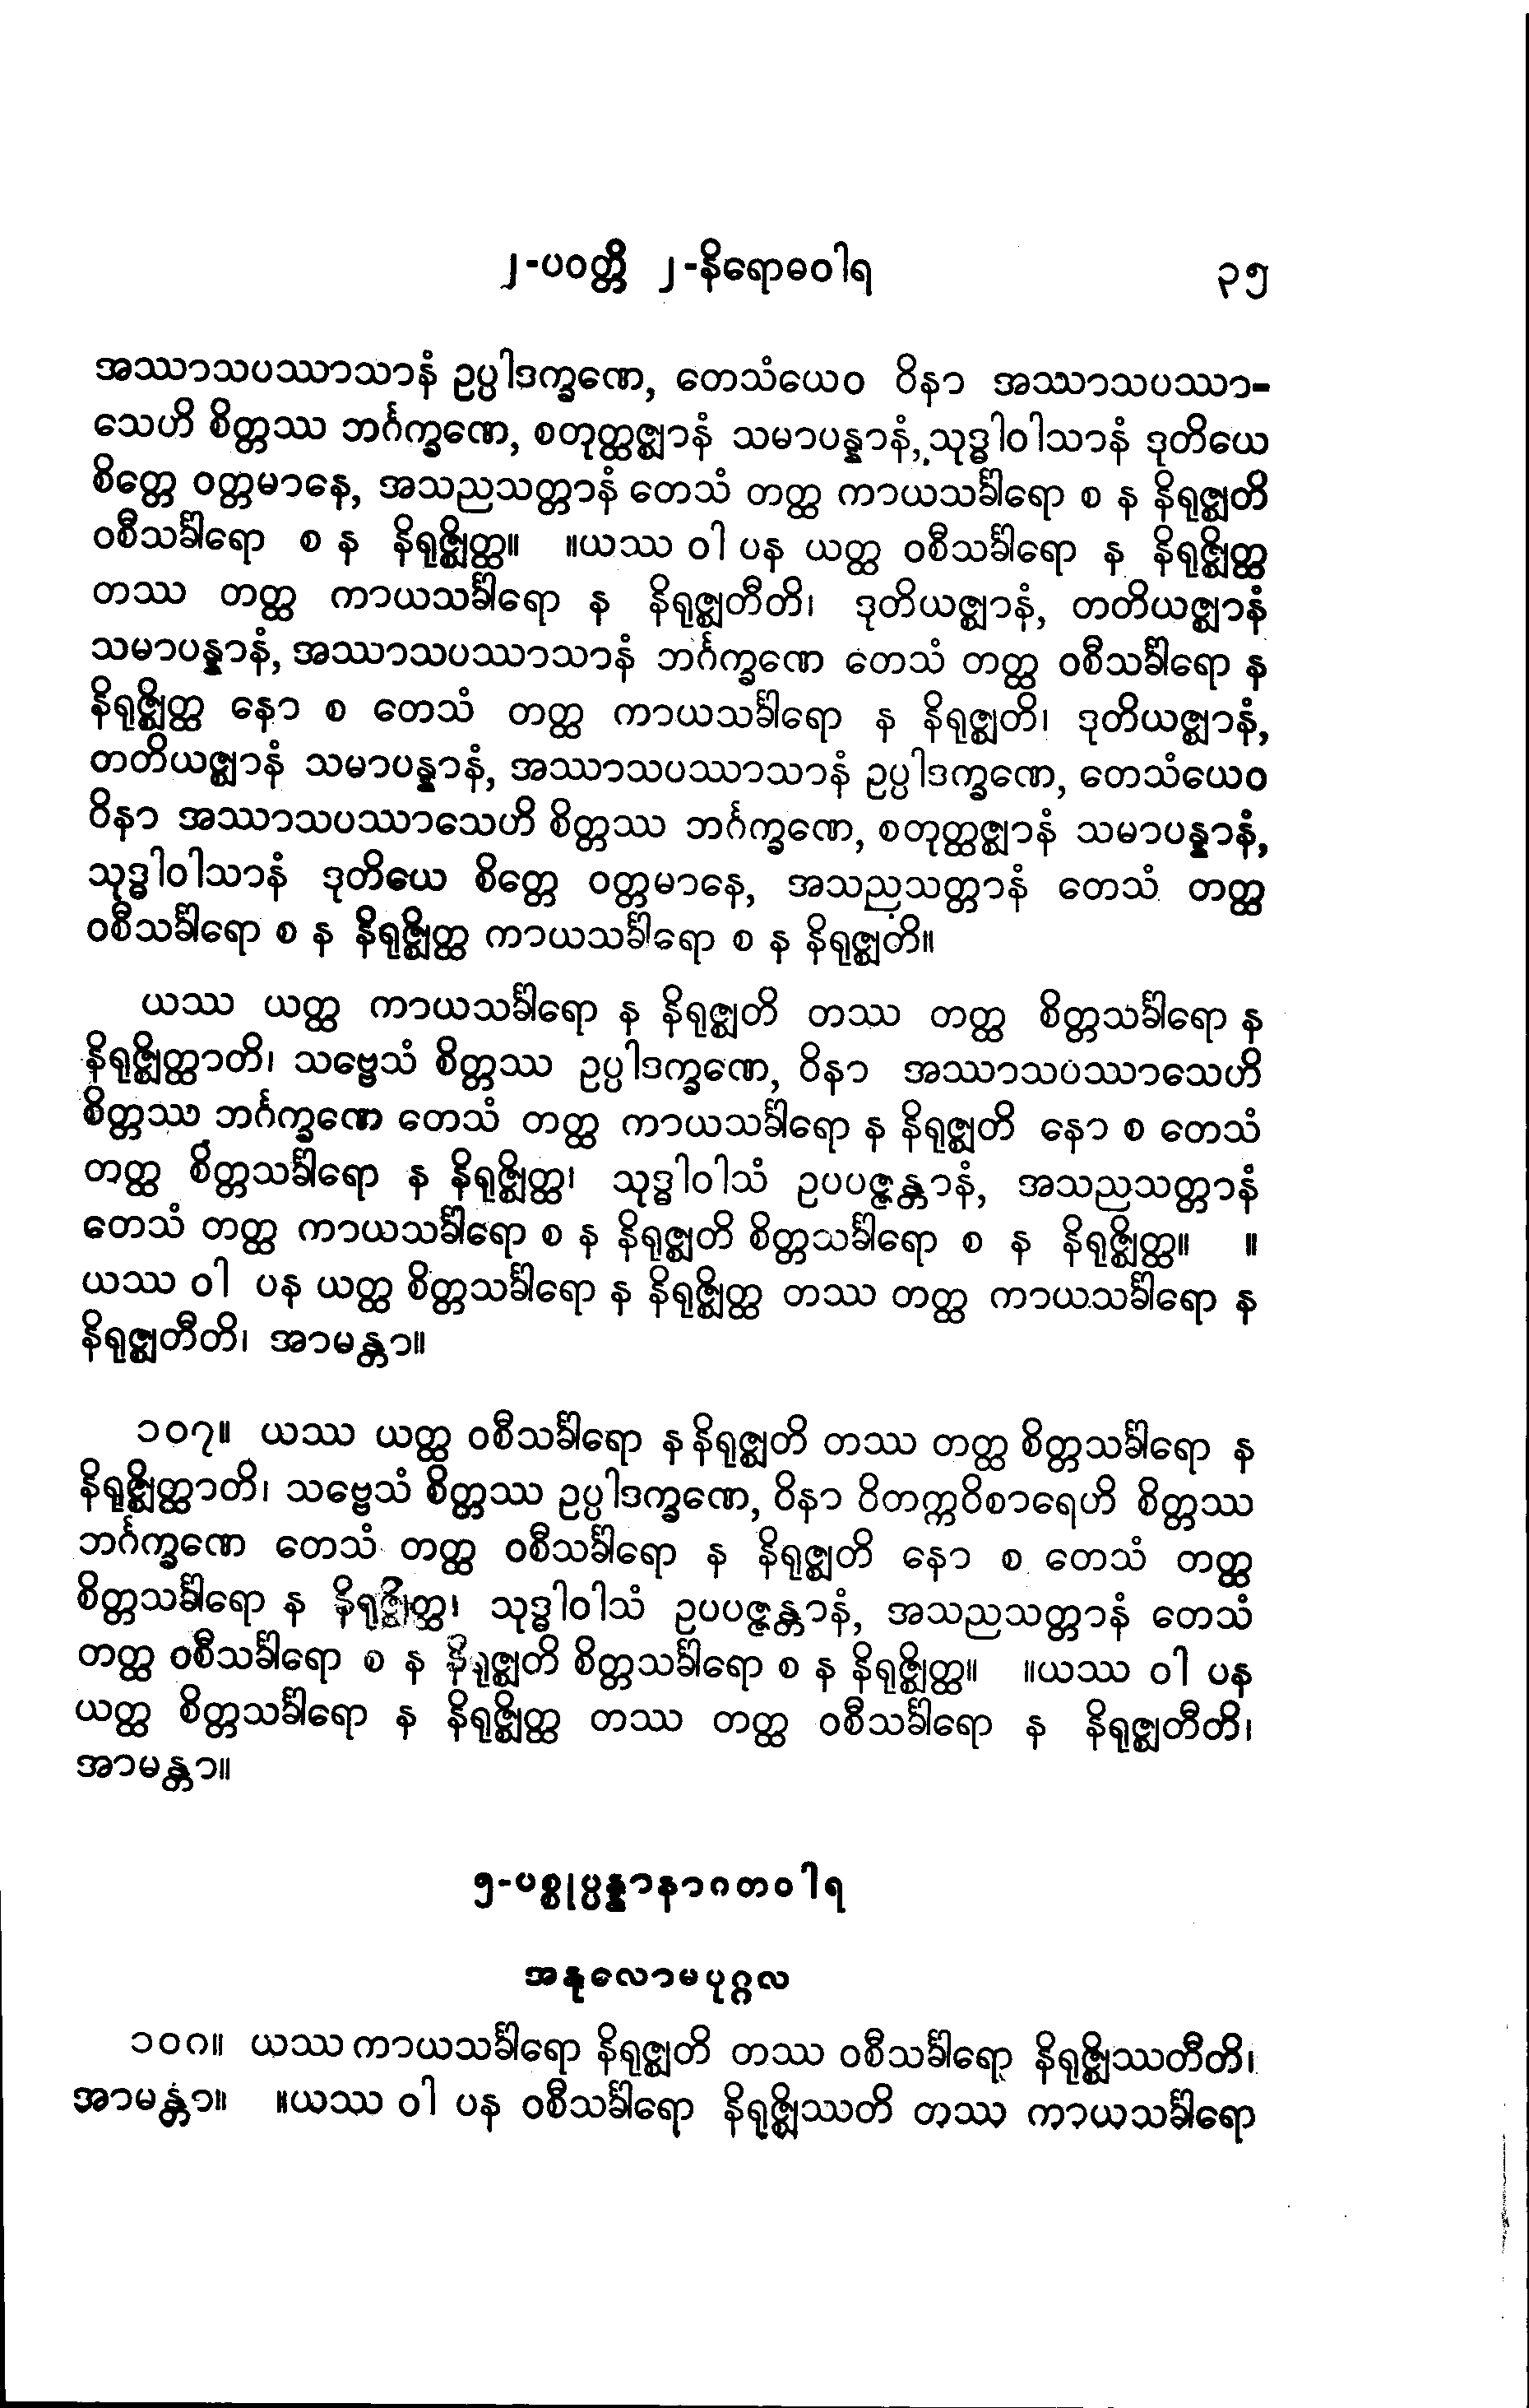 ၂-ပဝတ္တိ ၂-နိရောဓဝါရ ၃၅
အဿာသပဿာသာနံ ဥပ္ပါဒက္ခဏေ, တေသံယေဝ ဝိနာ အဿာသပဿာ-
သေဟိ စိတ္တဿ ဘင်္ဂက္ခဏေ, စတုတ္ထဇ္ဈာနံ သမာပန္နာနံ, သုဒ္ဓါဝါသာနံ ဒုတိယေ
စိတ္တေ ဝတ္တမာနေ, အသညသတ္တာနံ တေသံ တတ္ထ ကာယသင်္ခါရော စ န နိရုဇ္ဈတိ
ဝစီသင်္ခါရော စ န နိရုဇ္ဈိတ္ထ။ ။ယဿ ဝါ ပန ယတ္ထ ဝစီသင်္ခါရော န နိရုဇ္ဈိတ္ထ
တဿ တတ္ထ ကာယသင်္ခါရော န နိရုဇ္ဈတီတိ၊ ဒုတိယဇ္ဈာနံ, တတိယဇ္ဈာနံ
သမာပန္နာနံ, အဿာသပဿာသာနံ ဘင်္ဂက္ခဏေ တေသံ တတ္ထ ဝစီသင်္ခါရော န
နိရုဇ္ဈိတ္ထ နော စ တေသံ တတ္ထ ကာယသင်္ခါရော န နိရုဇ္ဈတိ၊ ဒုတိယဇ္ဈာနံ,
တတိယဇ္ဈာနံ သမာပန္နာနံ, အဿာသပဿာသာနံ ဥပ္ပါဒက္ခဏေ, တေသံယေဝ
ဝိနာ အဿာသပဿာသေဟိ စိတ္တဿ ဘင်္ဂက္ခဏေ, စတုတ္ထဇ္ဈာနံ သမာပန္နာနံ,
သုဒ္ဓါဝါသာနံ ဒုတိယေ စိတ္တေ ဝတ္တမာနေ, အသညသတ္တာနံ တေသံ တတ္ထ
ဝစီသင်္ခါရော စ န နိရုဇ္ဈိတ္ထ ကာယသင်္ခါရော စ န နိရုဇ္ဈတိ။
ယဿ ယတ္ထ ကာယသင်္ခါရော န နိရုဇ္ဈတိ တဿ တတ္ထ စိတ္တသင်္ခါရော န
နိရုဇ္ဈိတ္ထာတိ၊ သဗ္ဗေသံ စိတ္တဿ ဥပ္ပါဒက္ခဏေ, ဝိနာ အဿာသပဿာသေဟိ
စိတ္တဿ ဘင်္ဂက္ခဏေ တေသံ တတ္ထ ကာယသင်္ခါရော န နိရုဇ္ဈတိ နော စ တေသံ
တတ္ထ စိတ္တသင်္ခါရော န နိရုဇ္ဈိတ္ထ၊ သုဒ္ဓါဝါသံ ဥပပဇ္ဇန္တာနံ, အသညသတ္တာနံ
တေသံ တတ္ထ ကာယသင်္ခါရော စ န နိရုဇ္ဈတိ စိတ္တသင်္ခါရော စ န နိရုဇ္ဈိတ္ထ။ ။
ယဿ ဝါ ပန ယတ္ထ စိတ္တသင်္ခါရော န နိရုဇ္ဈိတ္ထ တဿ တတ္ထ ကာယသင်္ခါရော န
နိရုဇ္ဈတီတိ၊ အာမန္တာ။
၁၀၇။ ယဿ ယတ္ထ ဝစီသင်္ခါရော န နိရုဇ္ဈတိ တဿ တတ္ထ စိတ္တသင်္ခါရော န
နိရုဇ္ဈိတ္ထာတိ၊ သဗ္ဗေသံ စိတ္တဿ ဥပ္ပါဒက္ခဏေ, ဝိနာ ဝိတက္ကဝိစာရေဟိ စိတ္တဿ
ဘင်္ဂက္ခဏေ တေသံ တတ္ထ ဝစီသင်္ခါရော န နိရုဇ္ဈတိ နော စ တေသံ တတ္ထ
စိတ္တသင်္ခါရော န နိရုဇ္ဈိတ္ထ၊ သုဒ္ဓါဝါသံ ဥပပဇ္ဇန္တာနံ, အသညသတ္တာနံ တေသံ
တတ္ထ ဝစီသင်္ခါရော စ န နိရုဇ္ဈတိ စိတ္တသင်္ခါရော စ န နိရုဇ္ဈိတ္ထ။ ။ယဿ ဝါ ပန
ယတ္ထ စိတ္တသင်္ခါရော န နိရုဇ္ဈိတ္ထ တဿ တတ္ထ ဝစီသင်္ခါရော န နိရုဇ္ဈတီတိ၊
အာမန္တာ။
၅-ပစ္စုပ္ပန္နာနာဂတဝါရ
အနုလောမပုဂ္ဂလ
၁၀၈။ ယဿ ကာယသင်္ခါရော နိရုဇ္ဈတိ တဿ ဝစီသင်္ခါရော နိရုဇ္ဈိဿတီတိ၊
အာမန္တာ။ ။ယဿ ဝါ ပန ဝစီသင်္ခါရော နိရုဇ္ဈိဿတိ တဿ ကာယသင်္ခါရော